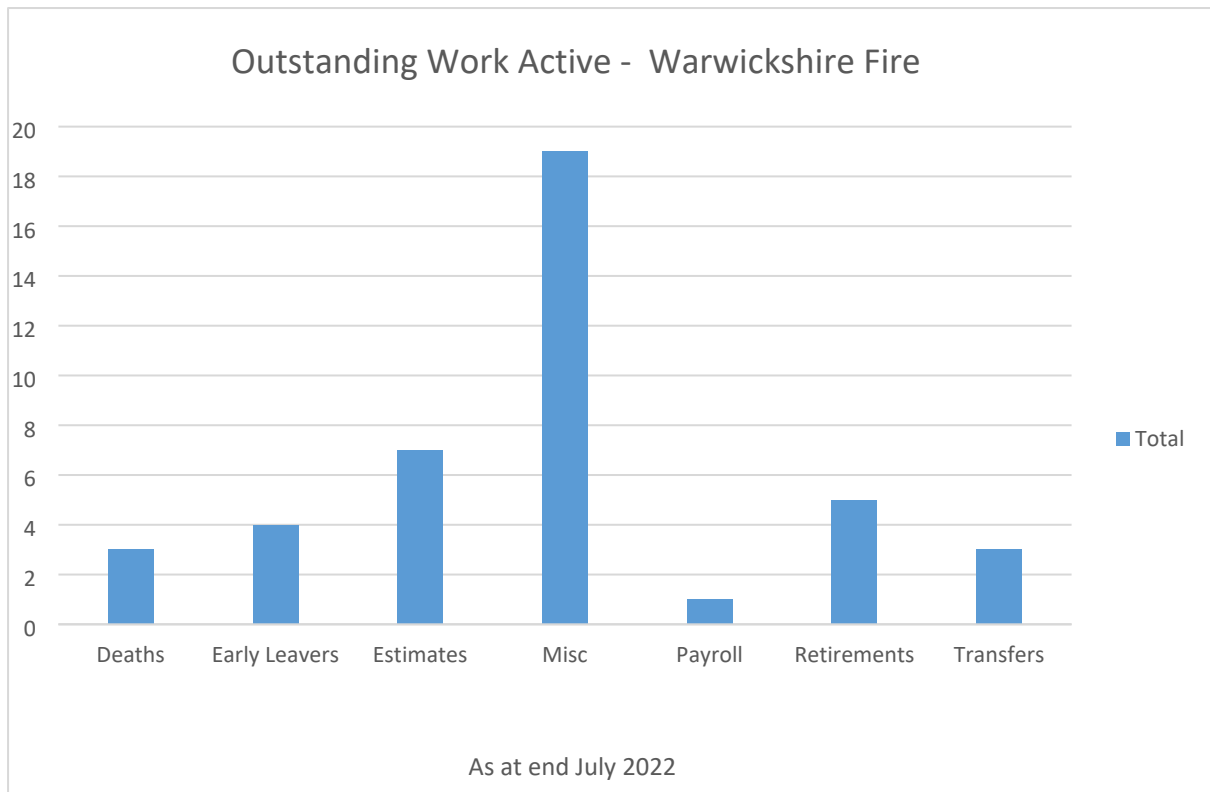 Outstanding Work Active -  Warwickshire Fire
20
18
16
14
12
10
8
6
4
2
0
Deaths Early Leavers Estimates Misc Payroll Retirements Transfers
Total
As at end July 2022